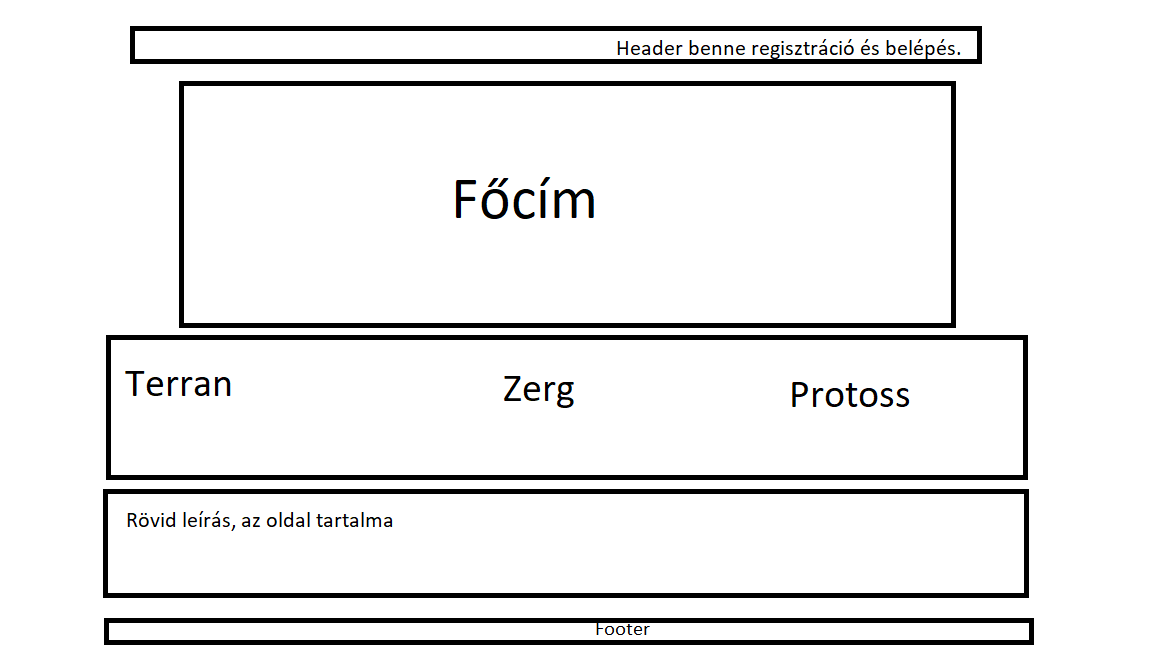 Header benne regisztráció és belépés.
Főcím
Terran
Zerg
Protoss
Rövid leírás, az oldal tartalma
Footer